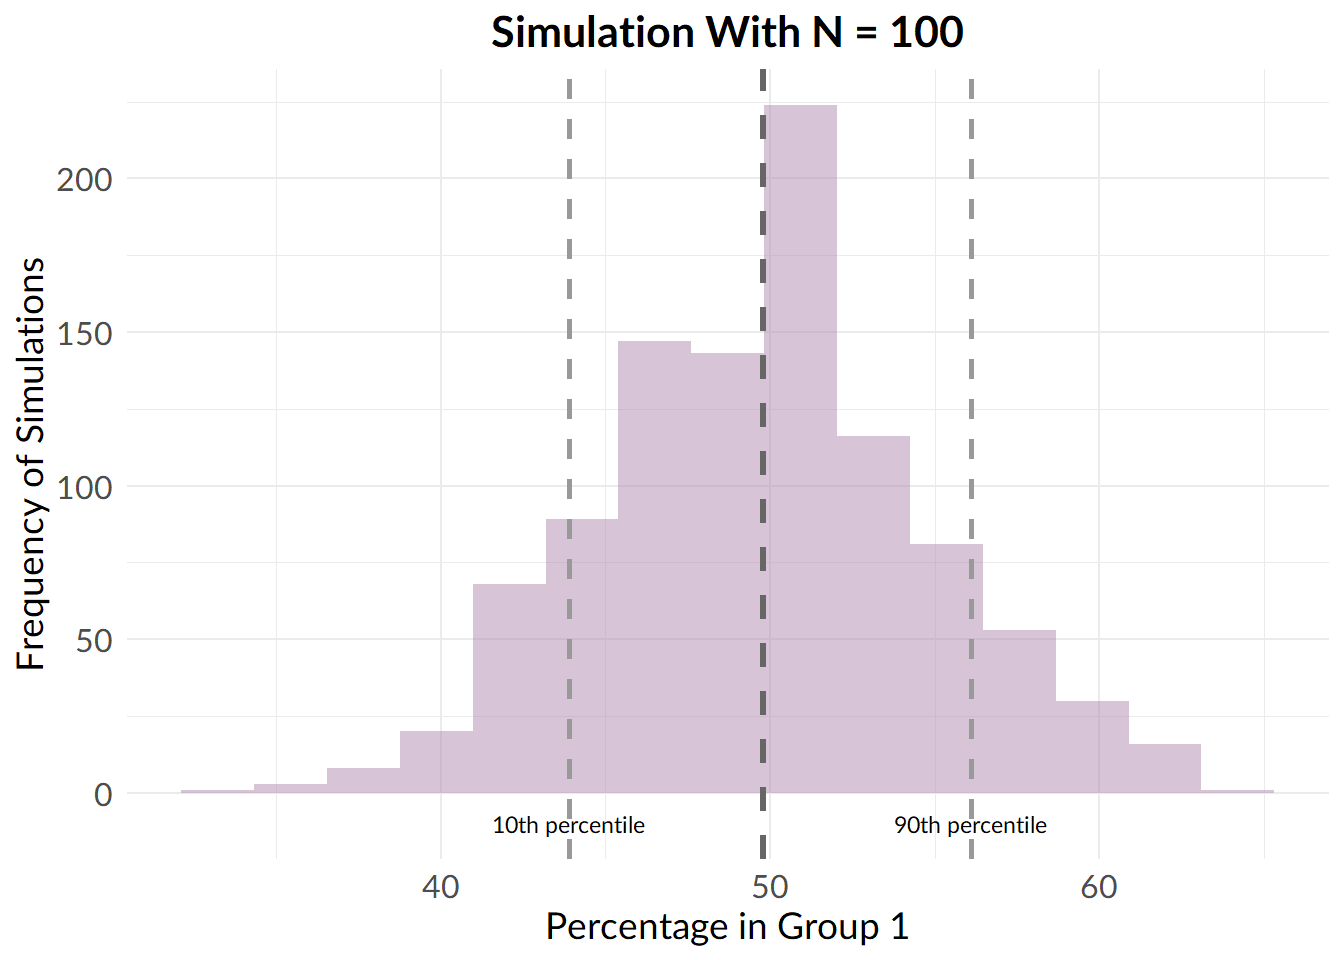 Simulation With N = 100
Frequency of Simulations
200
150
100
50
0
10th percentile
90th percentile
40
50
60
Percentage in Group 1